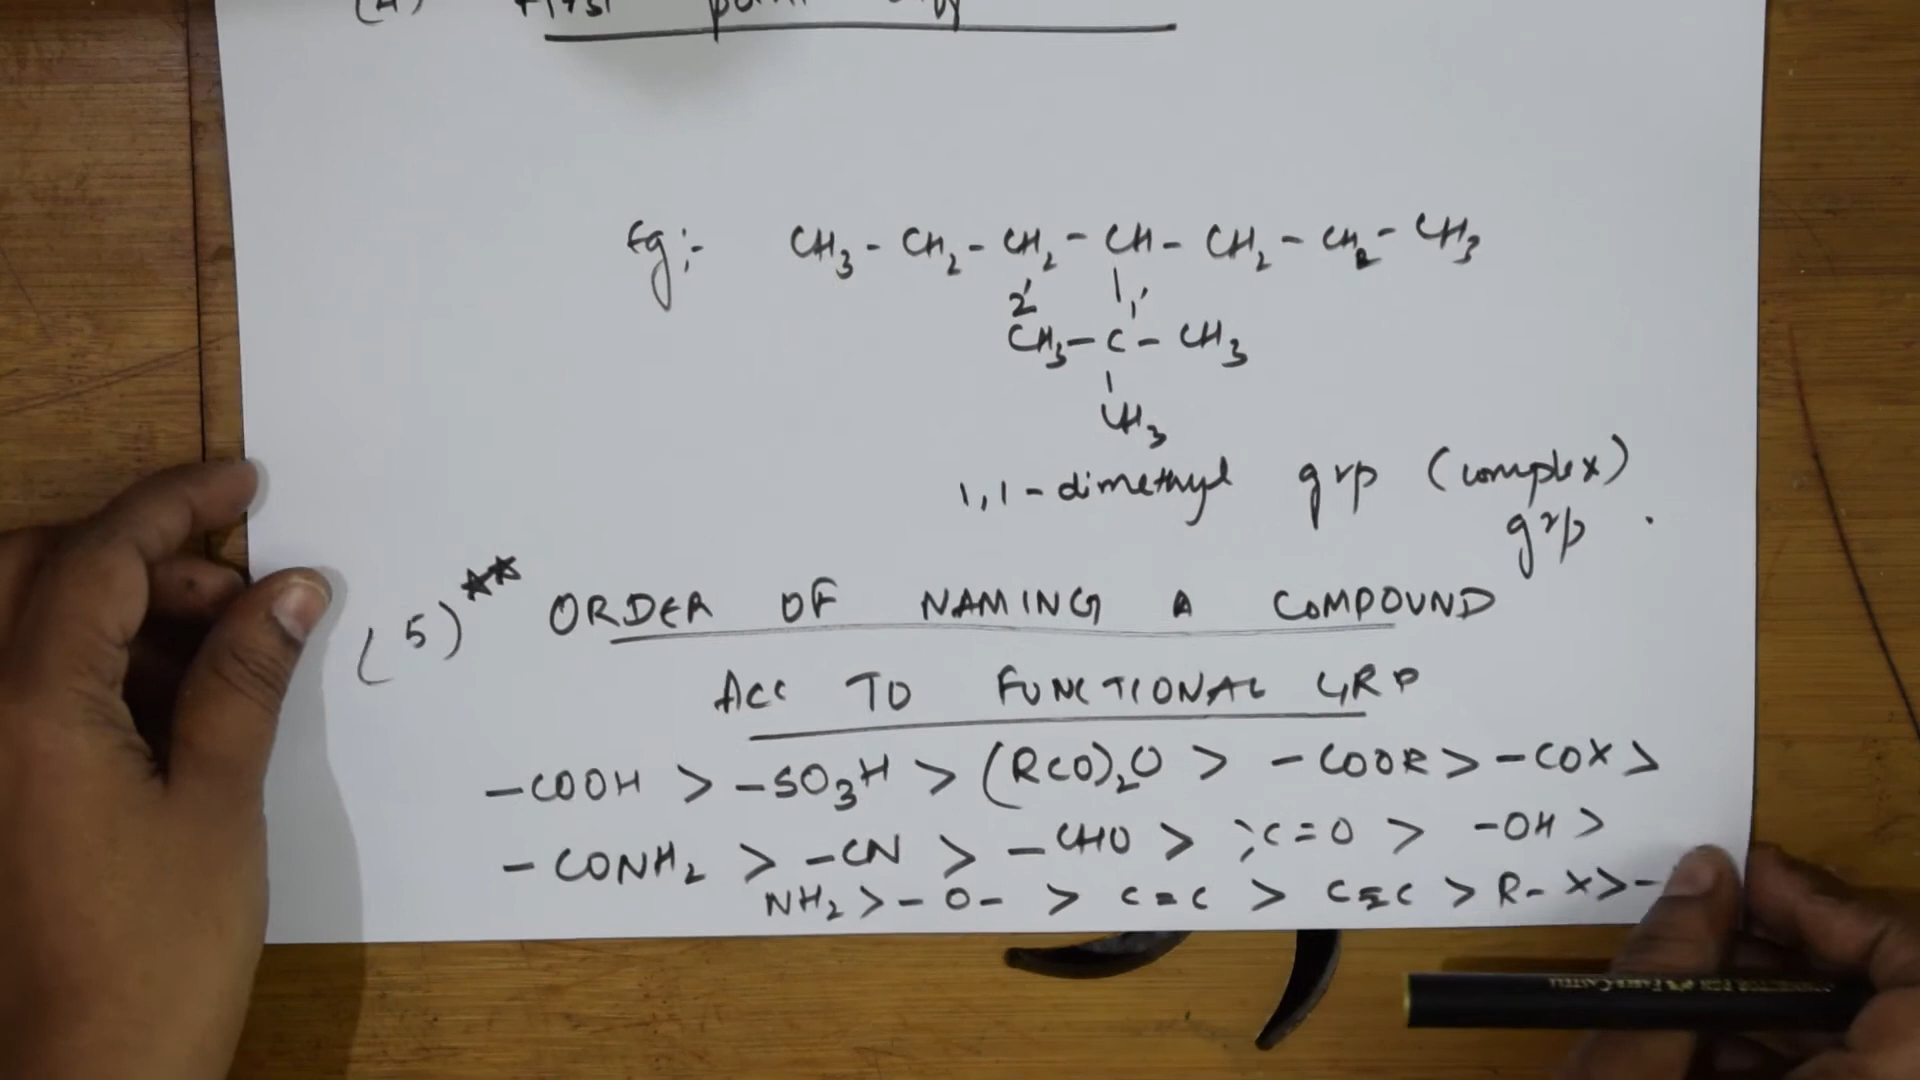 Eg :- CH₃ - CH₂ - CH₂ - CH - CH₂ - CH₂ - CH₃
2' | 1'
CH₃ - C - CH₃
|
CH₃
1,1 - dimethyl grp (complex)
grp .
(5) ** ORDER OF NAMING A COMPOUND
ACC TO FUNCTIONAL GRP
-COOH > -SO₃H > (RCO)₂O > -COOR > -COX >
-CONH₂ > -CN > -CHO > >C=O > -OH >
NH₂ > -O- > C=C > C≡C > R-X > -